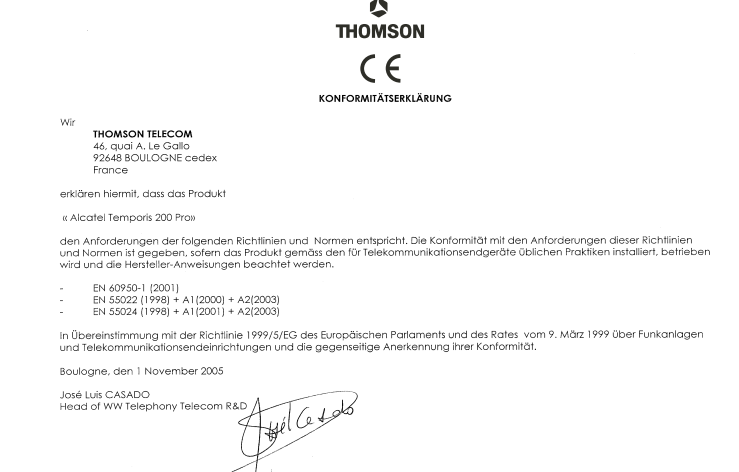 THOMSON
CE
KONFORMITÄTSERKLÄRUNG
Wir
THOMSON TELECOM
46, quai A. Le Gallo
92648 BOULOGNE cedex
France
erklären hiermit, dass das Produkt
« Alcatel Temporis 200 Pro»
den Anforderungen der folgenden Richtlinien und Normen entspricht. Die Konformität mit den Anforderungen dieser Richtlinien
und Normen ist gegeben, sofern das Produkt gemäss den für Telekommunikationsendgeräte üblichen Praktiken installiert, betrieben
wird und die Hersteller-Anweisungen beachtet werden.
- EN 60950-1 (2001)
- EN 55022 (1998) + A1(2000) + A2(2003)
- EN 55024 (1998) + A1(2001) + A2(2003)
In Übereinstimmung mit der Richtlinie 1999/5/EG des Europäischen Parlaments und des Rates vom 9. März 1999 über Funkanlagen
und Telekommunikationsendeinrichtungen und die gegenseitige Anerkennung ihrer Konformität.
Boulogne, den 1 November 2005
José Luis CASADO
Head of WW Telephony Telecom R&D